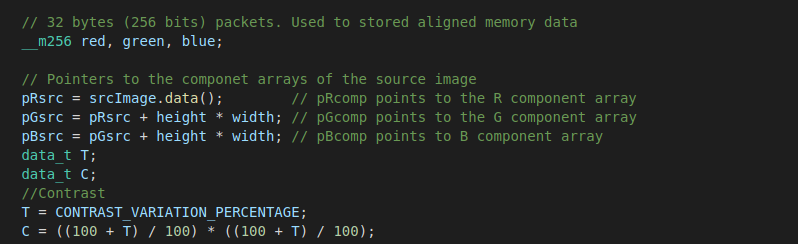 // 32 bytes (256 bits) packets. Used to stored aligned memory data
__m256 red, green, blue;
// Pointers to the componet arrays of the source image
pRsrc = srcImage.data();        // pRcomp points to the R component array
pGsrc = pRsrc + height * width; // pGcomp points to the G component array
pBsrc = pGsrc + height * width; // pBcomp points to B component array
data_t T;
data_t C;
//Contrast
T = CONTRAST_VARIATION_PERCENTAGE;
C = ((100 + T) / 100) * ((100 + T) / 100);